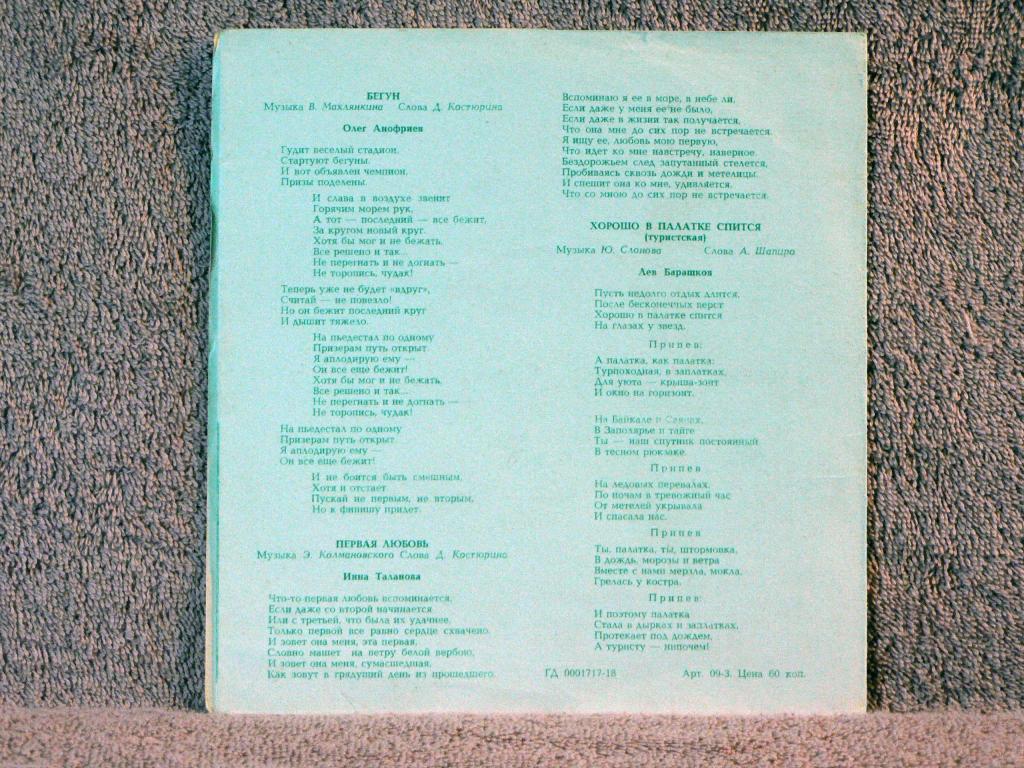 БЕГУН
Музыка В. Махлянкина Слова Д. Костюрина
Олег Анофриев
Гудит веселый стадион,
Стартуют бегуны.
И вот объявлен чемпион,
Призы поделены.
И слава в воздухе звенит
Горячим морем рук,
А тот — последний — все бежит,
За кругом новый круг.
Хотя бы мог и не бежать,
Все решено и так...
Не перегнать и не догнать —
Не торопись, чудак!
Теперь уже не будет «вдруг»,
Считай — не повезло!
Но он бежит последний круг
И дышит тяжело.
На пьедестал по одному
Призерам путь открыт.
Я аплодирую ему —
Он все еще бежит!
Хотя бы мог и не бежать,
Все решено и так...
Не перегнать и не догнать —
Не торопись, чудак!
На пьедестал по одному
Призерам путь открыт.
Я аплодирую ему —
Он все еще бежит!
И не боится быть смешным,
Хотя и отстает
Пускай не первым, не вторым,
Но к финишу придет.
ПЕРВАЯ ЛЮБОВЬ
Музыка Э. Колмановского Слова Д. Костюрина
Инна Таланова
Что-то первая любовь вспоминается,
Если даже со второй начинается
Или с третьей, что была их удачнее,
Только первой все равно сердце схвачено.
И зовет она меня, эта первая,
Словно машет на ветру белой вербою,
И зовет она меня, сумасшедшая,
Как зовут в грядущий день из прошедшего.
Вспоминаю я ее в море, в небе ли,
Если даже у меня ее не было,
Если даже в жизни так получается,
Что она мне до сих пор не встречается.
Я ищу ее, любовь мою первую,
Что идет ко мне навстречу, наверное.
Бездорожьем след запутанный стелется,
Пробиваясь сквозь дожди и метелицы.
И спешит она ко мне, удивляется,
Что со мною до сих пор не встречается.
ХОРОШО В ПАЛАТКЕ СПИТСЯ
(туристская)
Музыка Ю. Слонова Слова А. Шапиро
Лев Барашков
Пусть недолго отдых длится,
После бесконечных верст
Хорошо в палатке спится
На глазах у звезд.
Припев:
А палатка, как палатка:
Турпоходная, в заплатках,
Для уюта — крыша-зонт
И окно на горизонт.
На Байкале и Саянах,
В Заполярье и тайге
Ты — наш спутник постоянный
В тесном рюкзаке.
Припев
На ледовых перевалах,
По ночам в тревожный час
От метелей укрывала
И спасала нас.
Припев
Ты, палатка, ты, штормовка,
В дождь, морозы и ветра
Вместе с нами мерзла, мокла,
Грелась у костра.
Припев:
И поэтому палатка
Стала в дырках и заплатках,
Протекает под дождем,
А туристу — нипочем!
ГД 0001717-18 Арт. 09-3. Цена 60 коп.